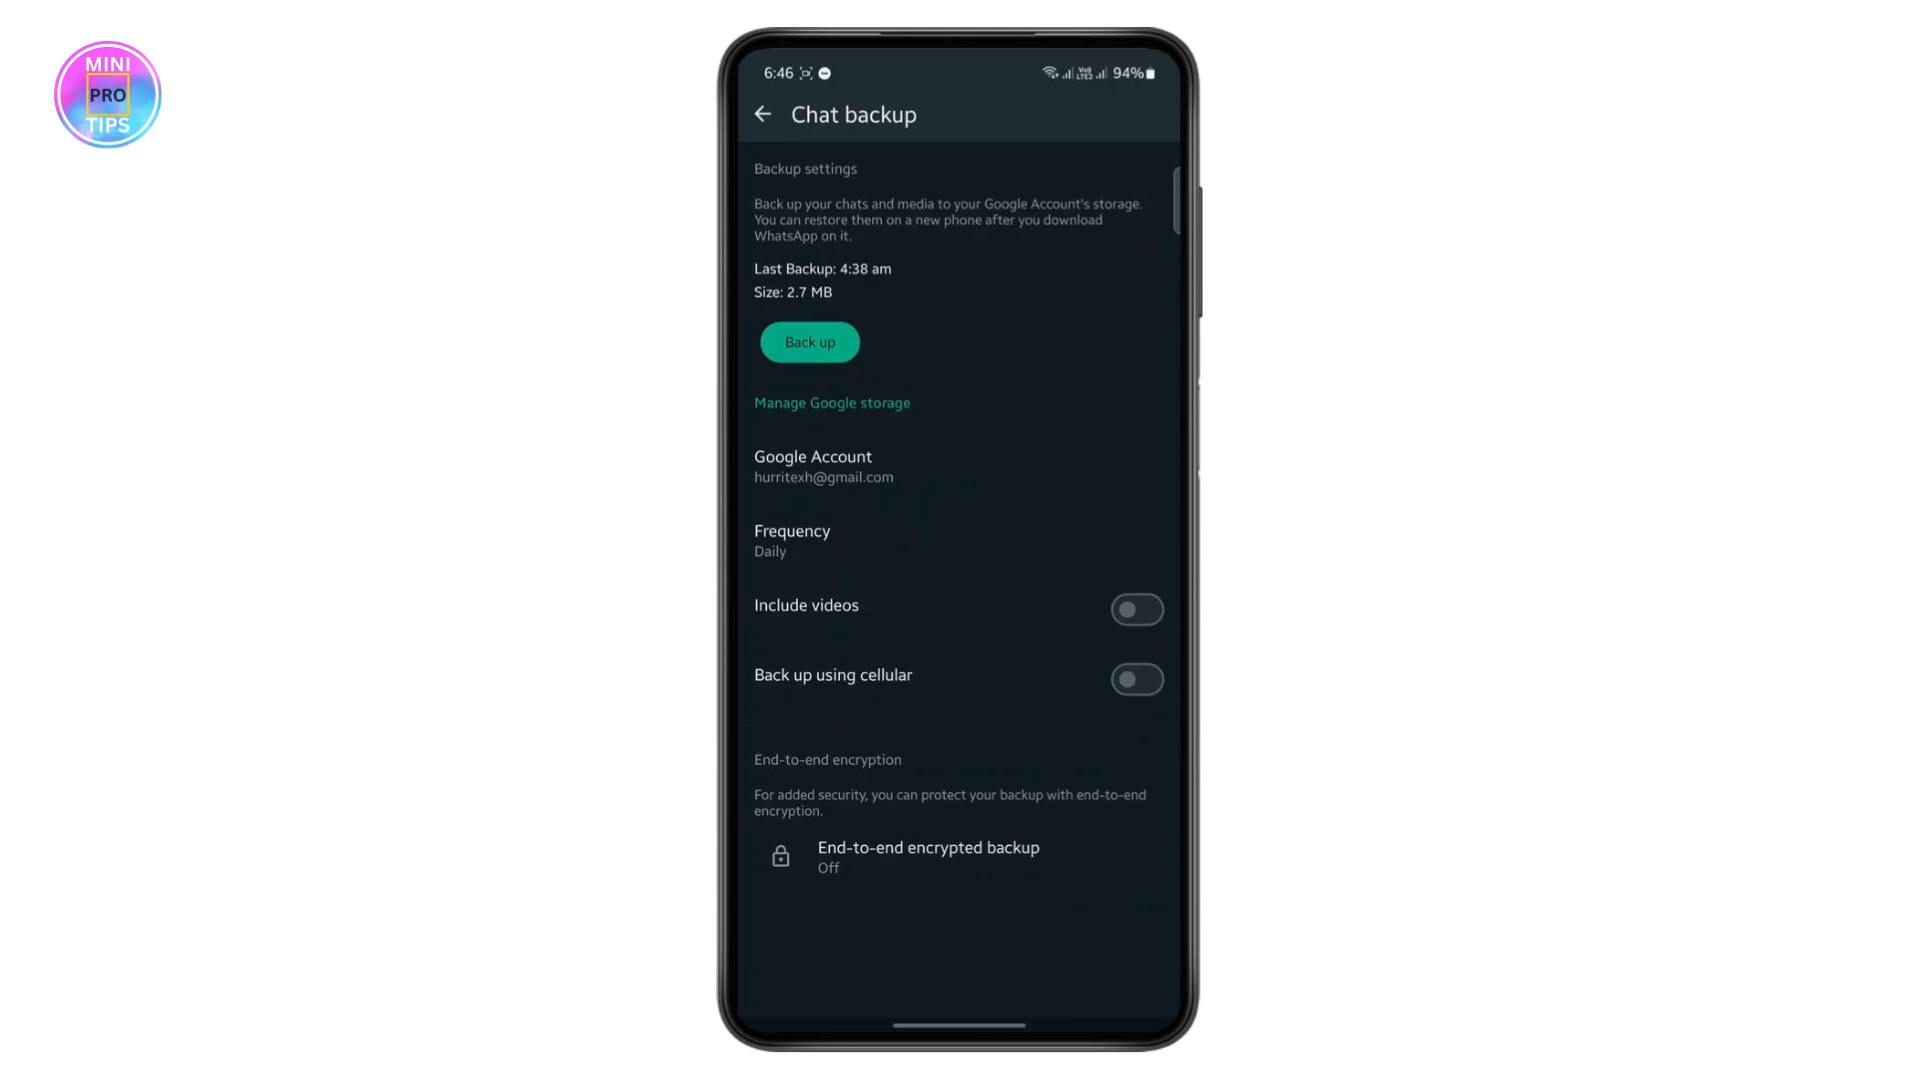 MINI
PRO
TIPS
6:46
Vo))
LTE2
94%
Chat backup
Backup settings
Back up your chats and media to your Google Account's storage.
You can restore them on a new phone after you download
WhatsApp on it.
Last Backup: 4:38 am
Size: 2.7 MB
Back up
Manage Google storage
Google Account
hurritexh@gmail.com
Frequency
Daily
Include videos
Back up using cellular
End-to-end encryption
For added security, you can protect your backup with end-to-end
encryption.
End-to-end encrypted backup
Off